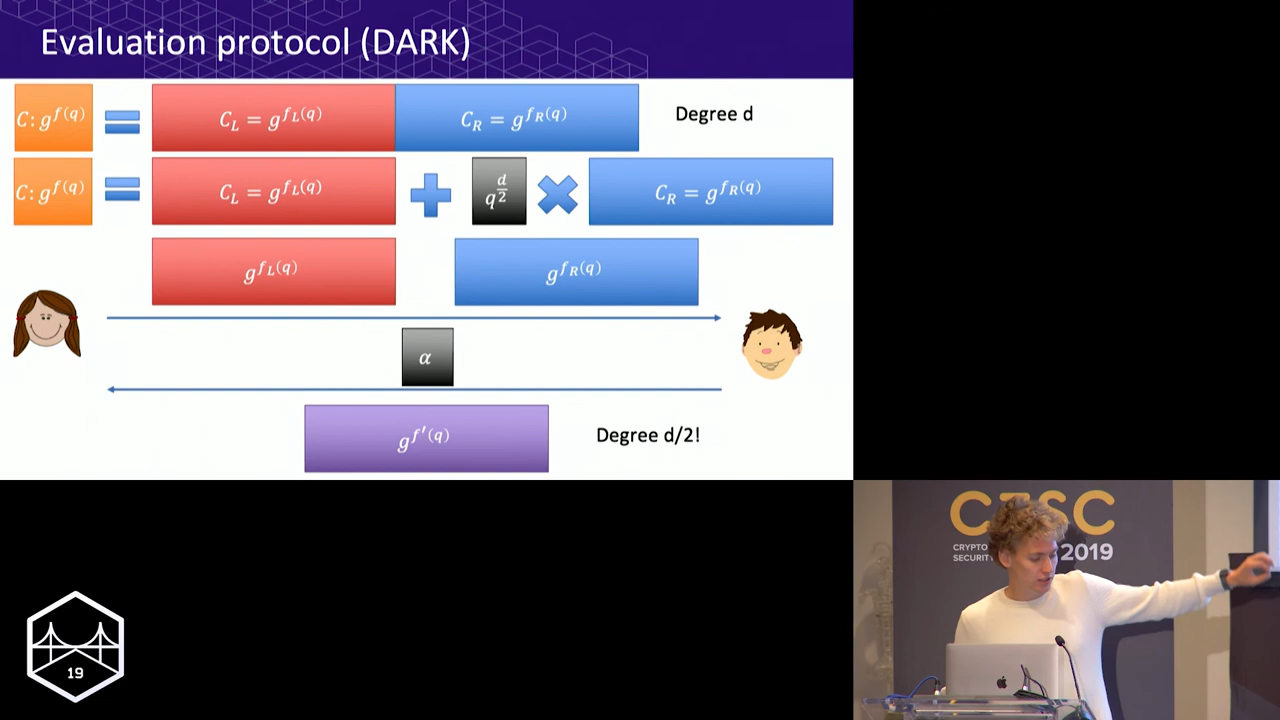 Evaluation protocol (DARK)
C: g^{f(q)} = C_L = g^{f_L(q)} C_R = g^{f_R(q)} Degree d
C: g^{f(q)} = C_L = g^{f_L(q)} + q^{\frac{d}{2}} × C_R = g^{f_R(q)}
g^{f_L(q)} g^{f_R(q)}
α
g^{f'(q)} Degree d/2!
2019
19